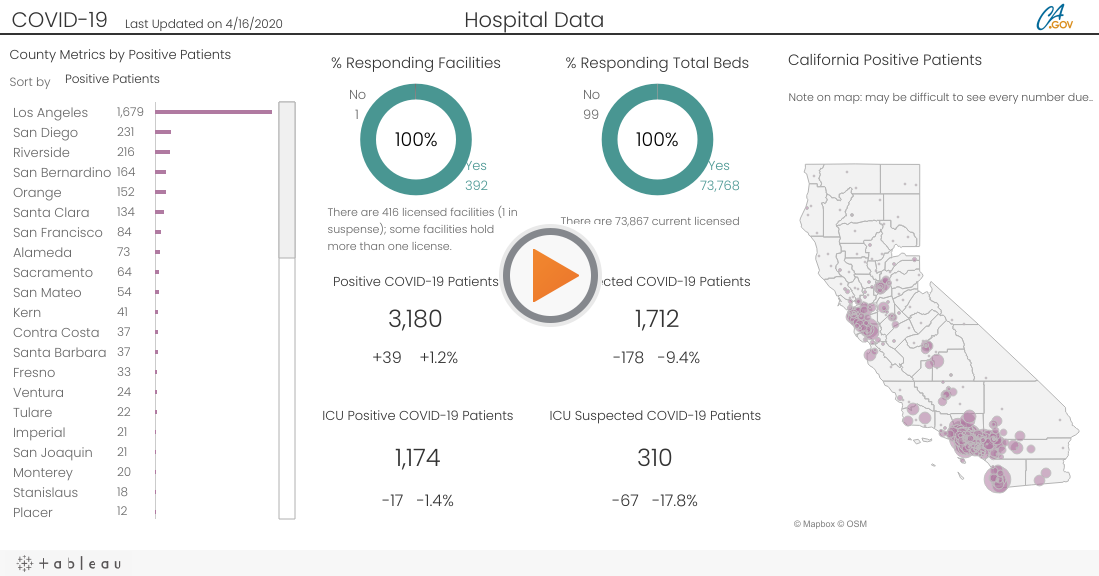 COVID-19 Last Updated on 4/16/2020
Hospital Data
CA
.GOV
County Metrics by Positive Patients
Sort by Positive Patients
Los Angeles 1,679
San Diego 231
Riverside 216
San Bernardino 164
Orange 152
Santa Clara 134
San Francisco 84
Alameda 73
Sacramento 64
San Mateo 54
Kern 41
Contra Costa 37
Santa Barbara 37
Fresno 33
Ventura 24
Tulare 22
Imperial 21
San Joaquin 21
Monterey 20
Stanislaus 18
Placer 12
% Responding Facilities
No
1
100%
Yes
392
There are 416 licensed facilities (1 in
suspense); some facilities hold
more than one license.
% Responding Total Beds
No
99
100%
Yes
73,768
There are 73,867 current licensed
Positive COVID-19 Patients
3,180
+39 +1.2%
cted COVID-19 Patients
1,712
-178 -9.4%
ICU Positive COVID-19 Patients
1,174
-17 -1.4%
ICU Suspected COVID-19 Patients
310
-67 -17.8%
California Positive Patients
Note on map: may be difficult to see every number due..
© Mapbox © OSM
+ableau